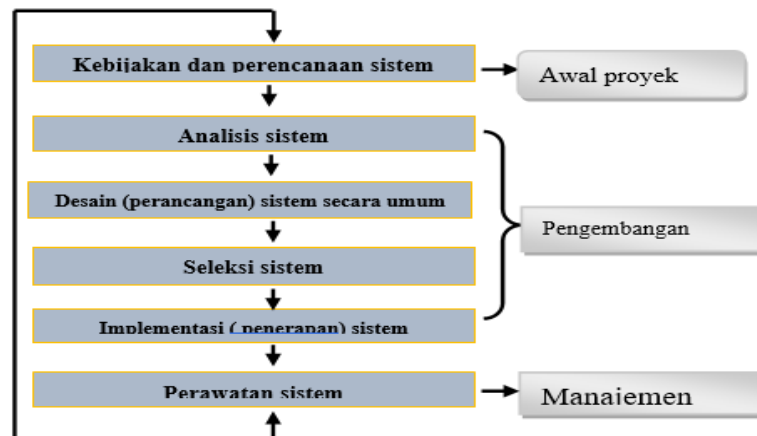 Kebijakan dan perencanaan sistem
Awal proyek
Analisis sistem
Desain (perancangan) sistem secara umum
Pengembangan
Seleksi sistem
Implementasi ( penerapan) sistem
Perawatan sistem
Manajemen